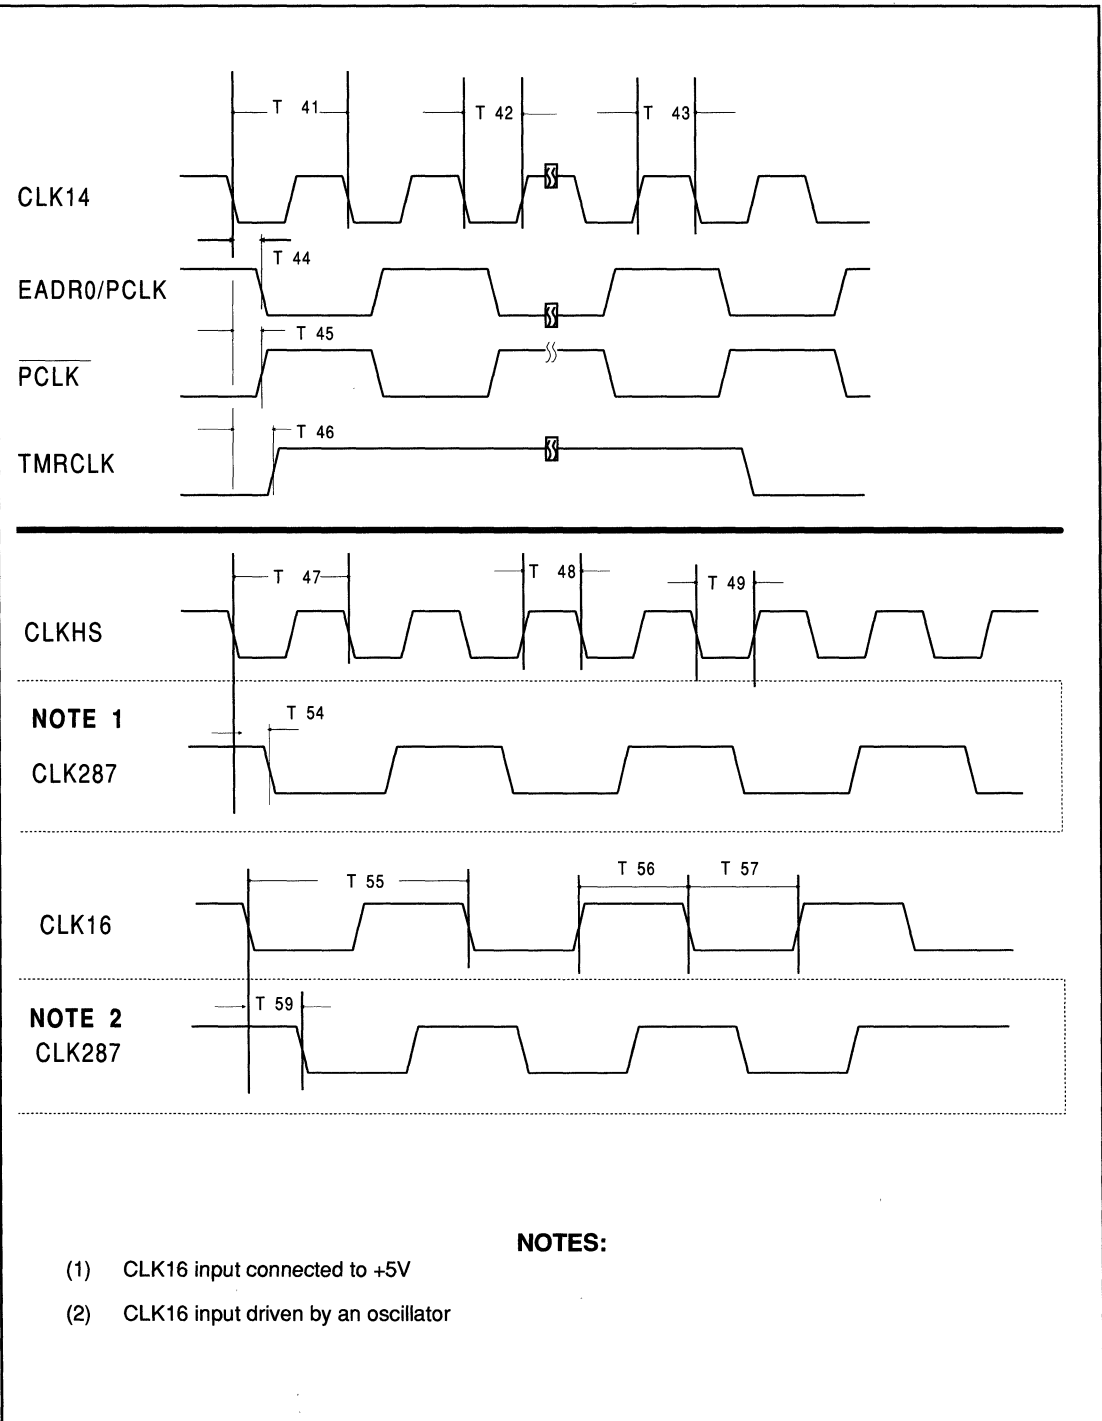 T 41
T 42
T 43
CLK14
T 44
EADR0/PCLK
T 45
PCLK
T 46
TMRCLK
T 47
T 48
T 49
CLKHS
NOTE 1
T 54
CLK287
T 55
T 56
T 57
CLK16
NOTE 2
T 59
CLK287
NOTES:
(1) CLK16 input connected to +5V
(2) CLK16 input driven by an oscillator